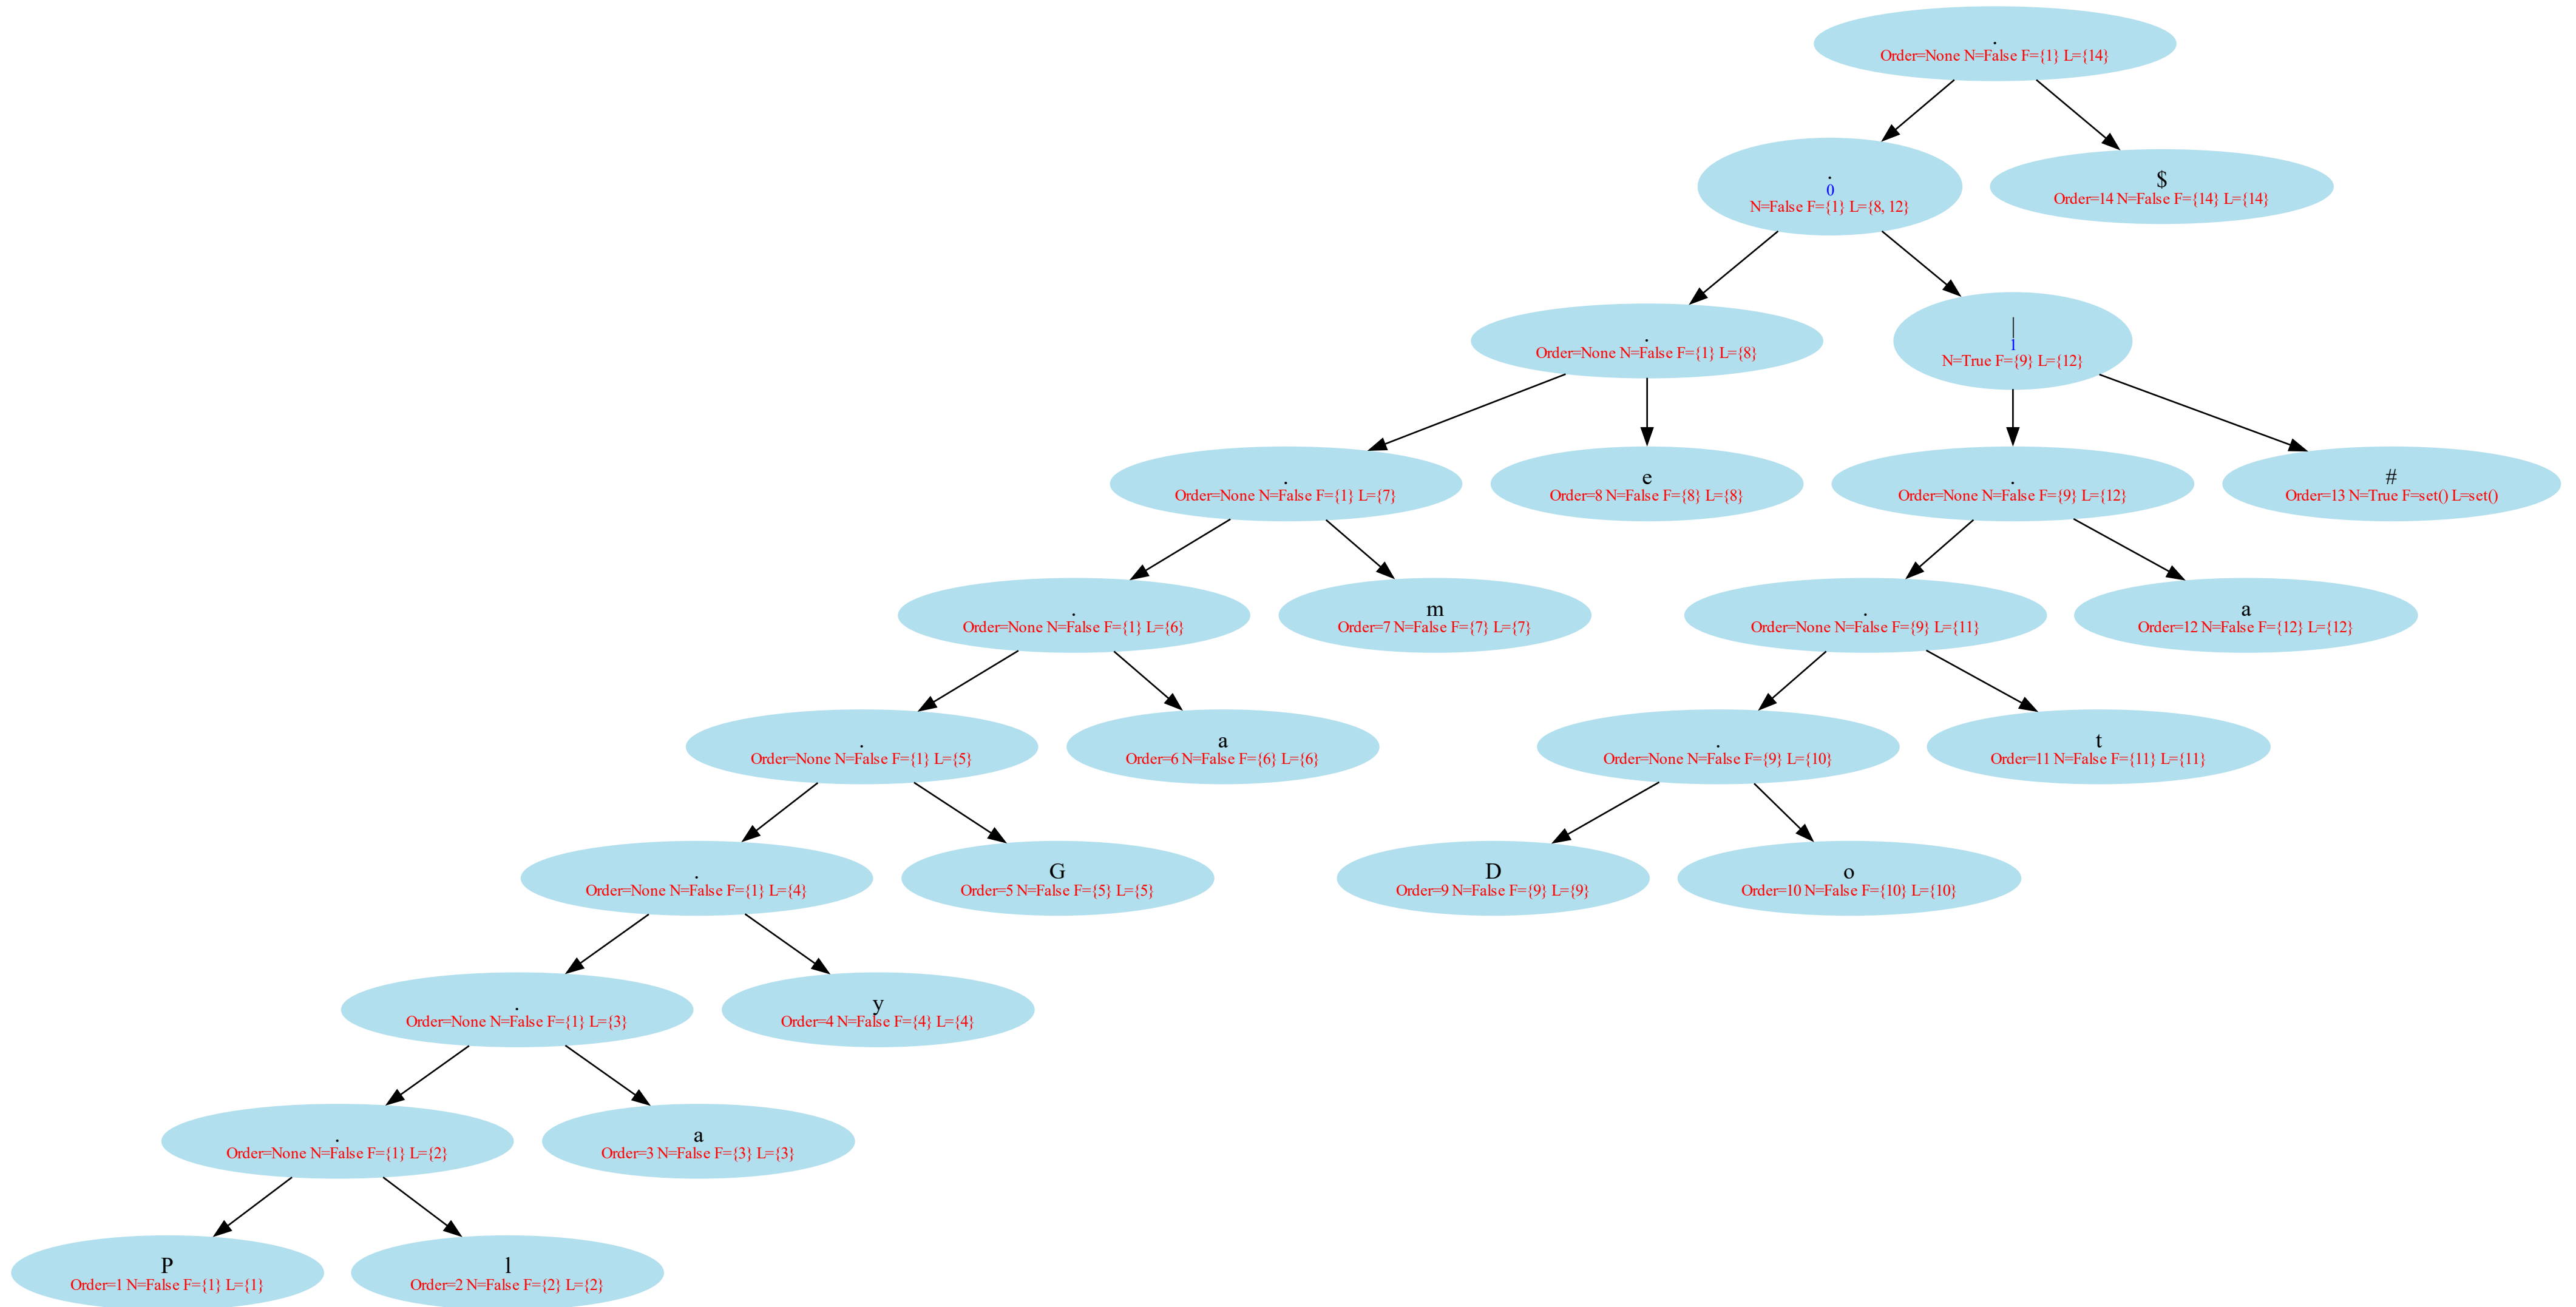 .
Order=None N=False F={1} L={14}
.
0
N=False F={1} L={8, 12}
$
Order=14 N=False F={14} L={14}
.
Order=None N=False F={1} L={8}
|
1
N=True F={9} L={12}
.
Order=None N=False F={1} L={7}
e
Order=8 N=False F={8} L={8}
.
Order=None N=False F={9} L={12}
#
Order=13 N=True F=set() L=set()
.
Order=None N=False F={1} L={6}
m
Order=7 N=False F={7} L={7}
.
Order=None N=False F={9} L={11}
a
Order=12 N=False F={12} L={12}
.
Order=None N=False F={1} L={5}
a
Order=6 N=False F={6} L={6}
.
Order=None N=False F={9} L={10}
t
Order=11 N=False F={11} L={11}
.
Order=None N=False F={1} L={4}
G
Order=5 N=False F={5} L={5}
D
Order=9 N=False F={9} L={9}
o
Order=10 N=False F={10} L={10}
.
Order=None N=False F={1} L={3}
y
Order=4 N=False F={4} L={4}
.
Order=None N=False F={1} L={2}
a
Order=3 N=False F={3} L={3}
P
Order=1 N=False F={1} L={1}
l
Order=2 N=False F={2} L={2}